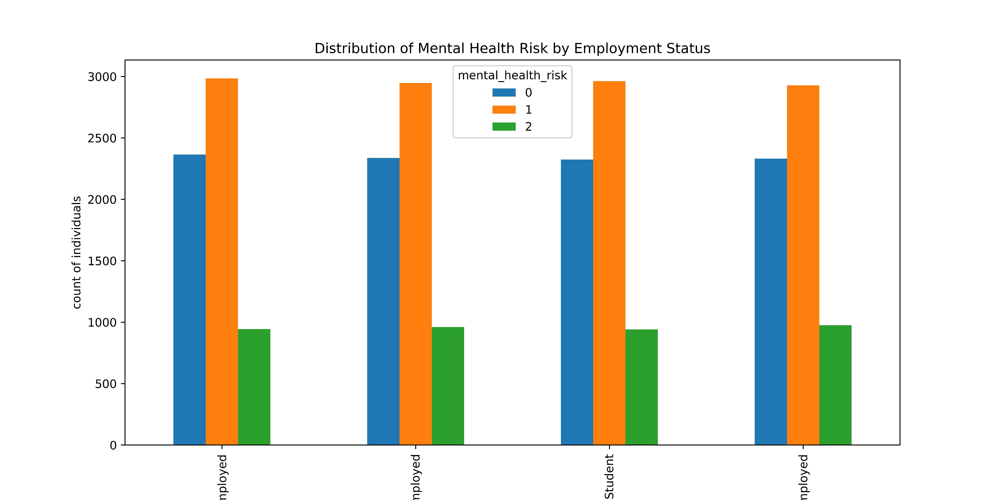 Distribution of Mental Health Risk by Employment Status
mental_health_risk
0
1
2
3000
2500
2000
1500
1000
500
0
count of individuals
Student